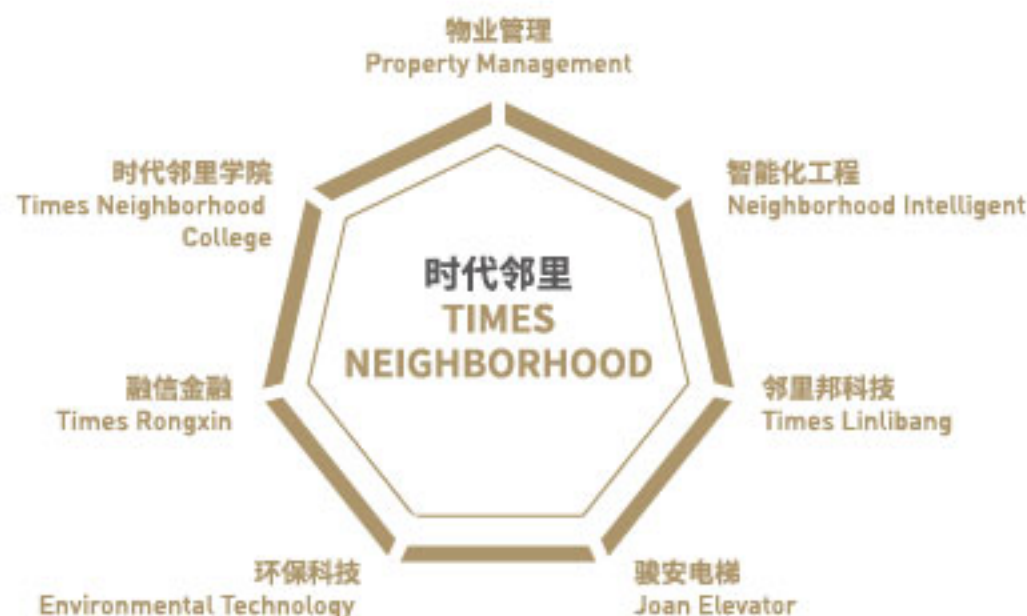 物业管理
Property Management
时代邻里学院
Times Neighborhood
College
智能化工程
Neighborhood Intelligent
时代邻里
TIMES
NEIGHBORHOOD
融信金融
Times Rongxin
邻里邦科技
Times Linlibang
环保科技
Environmental Technology
骏安电梯
Joan Elevator